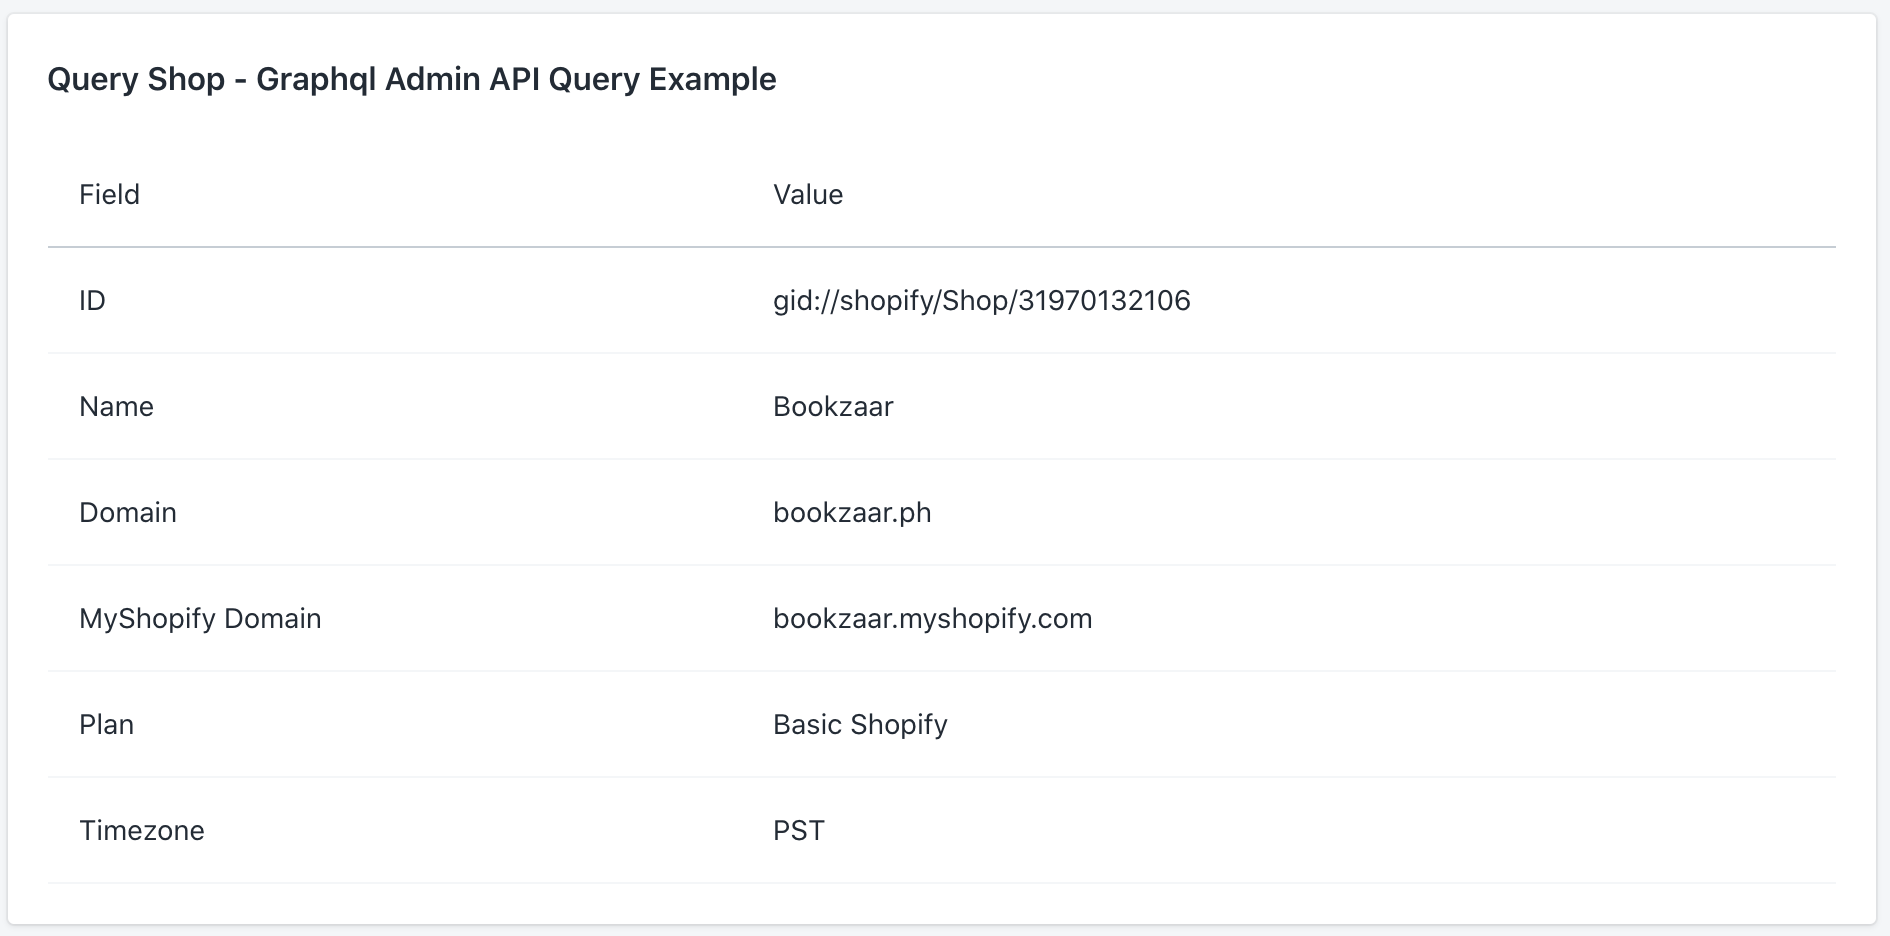 Query Shop - Graphql Admin API Query Example
Field Value
ID gid://shopify/Shop/31970132106
Name Bookzaar
Domain bookzaar.ph
MyShopify Domain bookzaar.myshopify.com
Plan Basic Shopify
Timezone PST